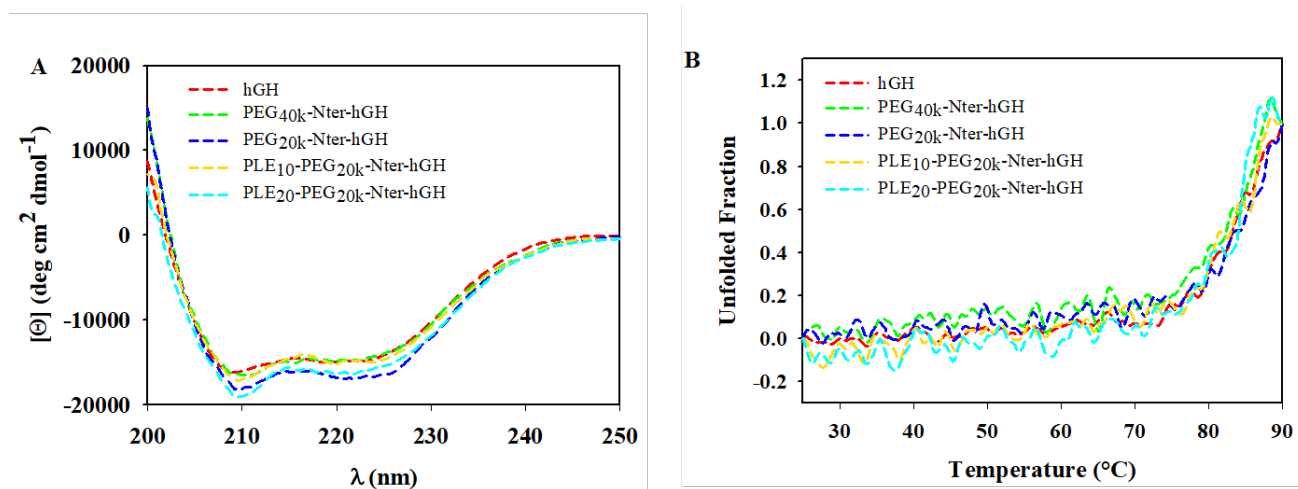 A
[Θ] (deg cm² dmol⁻¹)
20000
10000
0
-10000
-20000
hGH
PEG40k-Nter-hGH
PEG20k-Nter-hGH
PLE10-PEG20k-Nter-hGH
PLE20-PEG20k-Nter-hGH
200 210 220 230 240 250
λ (nm)
B
Unfolded Fraction
1.2
1.0
0.8
0.6
0.4
0.2
0.0
-0.2
hGH
PEG40k-Nter-hGH
PEG20k-Nter-hGH
PLE10-PEG20k-Nter-hGH
PLE20-PEG20k-Nter-hGH
30 40 50 60 70 80 90
Temperature (°C)